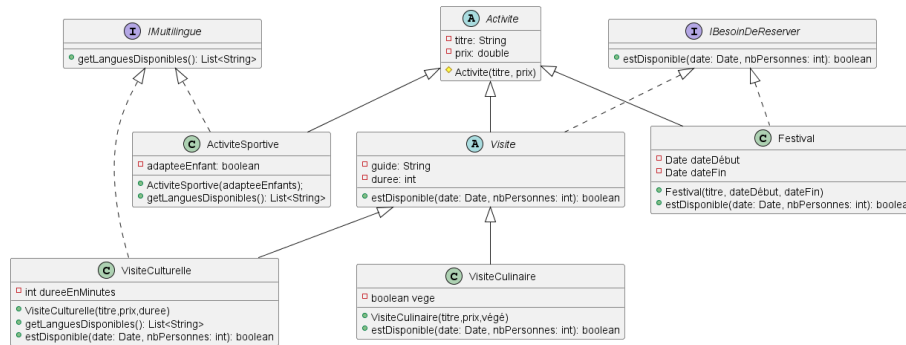 I IMultilingue
getLanguesDisponibles(): List<String>
A Activite
titre: String
prix: double
Activite(titre, prix)
I IBesoinDeReserver
estDisponible(date: Date, nbPersonnes: int): boolean
C ActiviteSportive
adapteeEnfant: boolean
ActiviteSportive(adapteeEnfants);
getLanguesDisponibles(): List<String>
A Visite
guide: String
duree: int
estDisponible(date: Date, nbPersonnes: int): boolean
C Festival
Date dateDébut
Date dateFin
Festival(titre, dateDébut, dateFin)
estDisponible(date: Date, nbPersonnes: int): boolean
C VisiteCulturelle
int dureeEnMinutes
VisiteCulturelle(titre,prix,duree)
getLanguesDisponibles(): List<String>
estDisponible(date: Date, nbPersonnes: int): boolean
C VisiteCulinaire
boolean vege
VisiteCulinaire(titre,prix,végé)
estDisponible(date: Date, nbPersonnes: int): boolean